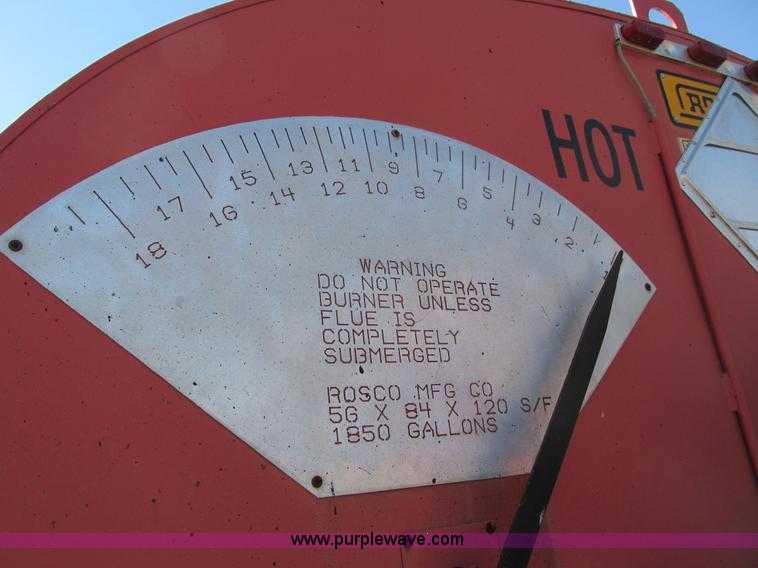 HOT
17 15 13 11 9 7 5 3
18 16 14 12 10 8 6 4 2
WARNING
DO NOT OPERATE
BURNER UNLESS
FLUE IS
COMPLETELY
SUBMERGED
ROSCO MFG CO
56 X 84 X 120 S/F
1850 GALLONS
www.purplewave.com